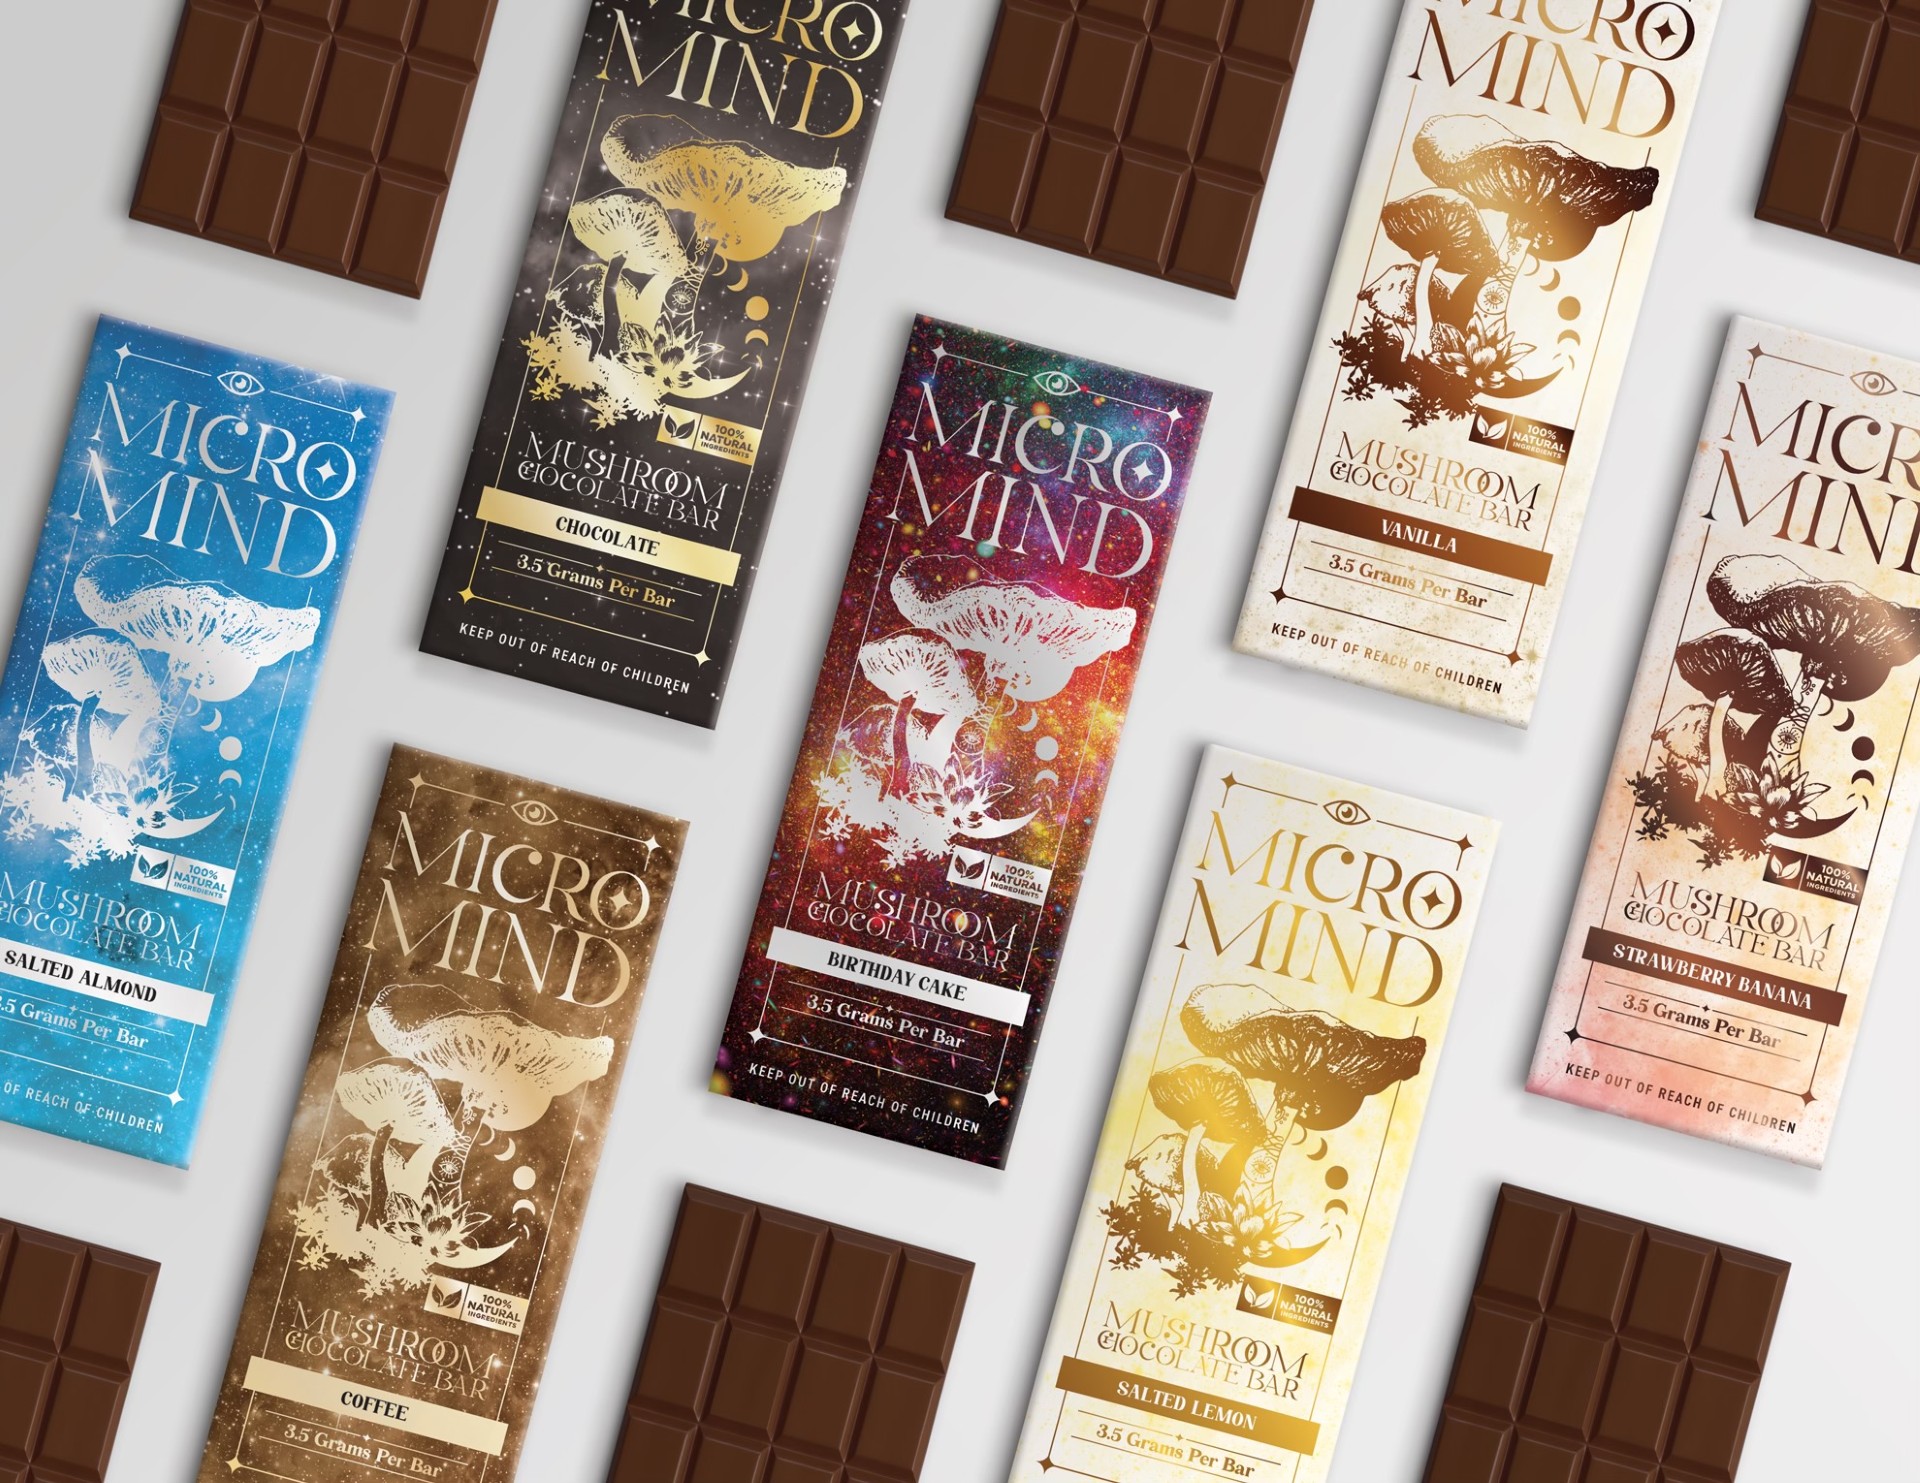 MICRO
MIND
100%
NATURAL
INGREDIENTS
MUSHROOM
CHOCOLATE BAR
CHOCOLATE
3.5 Grams Per Bar
KEEP OUT OF REACH OF CHILDREN
MICRO
MIND
100%
NATURAL
INGREDIENTS
MUSHROOM
CHOCOLATE BAR
VANILLA
3.5 Grams Per Bar
KEEP OUT OF REACH OF CHILDREN
MICRO
MIND
100%
NATURAL
INGREDIENTS
MUSHROOM
CHOCOLATE BAR
SALTED ALMOND
3.5 Grams Per Bar
OF REACH OF CHILDREN
MICRO
MIND
100%
NATURAL
INGREDIENTS
MUSHROOM
CHOCOLATE BAR
BIRTHDAY CAKE
3.5 Grams Per Bar
KEEP OUT OF REACH OF CHILDREN
MICR
MIN
100%
NATURAL
INGREDIENTS
MUSHROOM
CHOCOLATE BAR
STRAWBERRY BANANA
3.5 Grams Per Bar
KEEP OUT OF REACH OF CHILDREN
MICRO
MIND
100%
NATURAL
INGREDIENTS
MUSHROOM
CHOCOLATE BAR
COFFEE
3.5 Grams Per Bar
MICRO
MIND
100%
NATURAL
INGREDIENTS
MUSHROOM
CHOCOLATE BAR
SALTED LEMON
3.5 Grams Per Bar